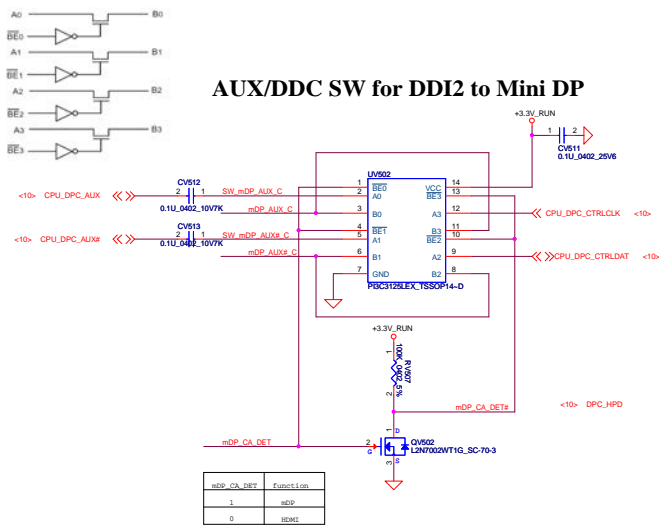 A0 B0
BE0
A1 B1
BE1
A2 B2
BE2
A3 B3
BE3
AUX/DDC SW for DDI2 to Mini DP
+3.3V_RUN
1 2
CV511
0.1U_0402_25V6
UV502
<10> CPU_DPC_AUX
CV512
2 1
0.1U_0402_10V7K
SW_mDP_AUX_C
mDP_AUX_C
<10> CPU_DPC_AUX#
CV513
2 1
0.1U_0402_10V7K
SW_mDP_AUX#_C
mDP_AUX#_C
1 BE0 VCC 14
2 A0 BE3 13
3 B0 A3 12
4 BE1 B3 11
5 A1 BE2 10
6 B1 A2 9
7 GND B2 8
CPU_DPC_CTRLCLK <10>
CPU_DPC_CTRLDAT <10>
PI3C3125LEX_TSSOP14~D
+3.3V_RUN
1
RV507
100K_0402_5%
2
mDP_CA_DET#
<10> DPC_HPD
mDP_CA_DET
1 D
2 G
3 S
QV502
L2N7002WT1G_SC-70-3
mDP_CA_DET function
1 mDP
0 HDMI